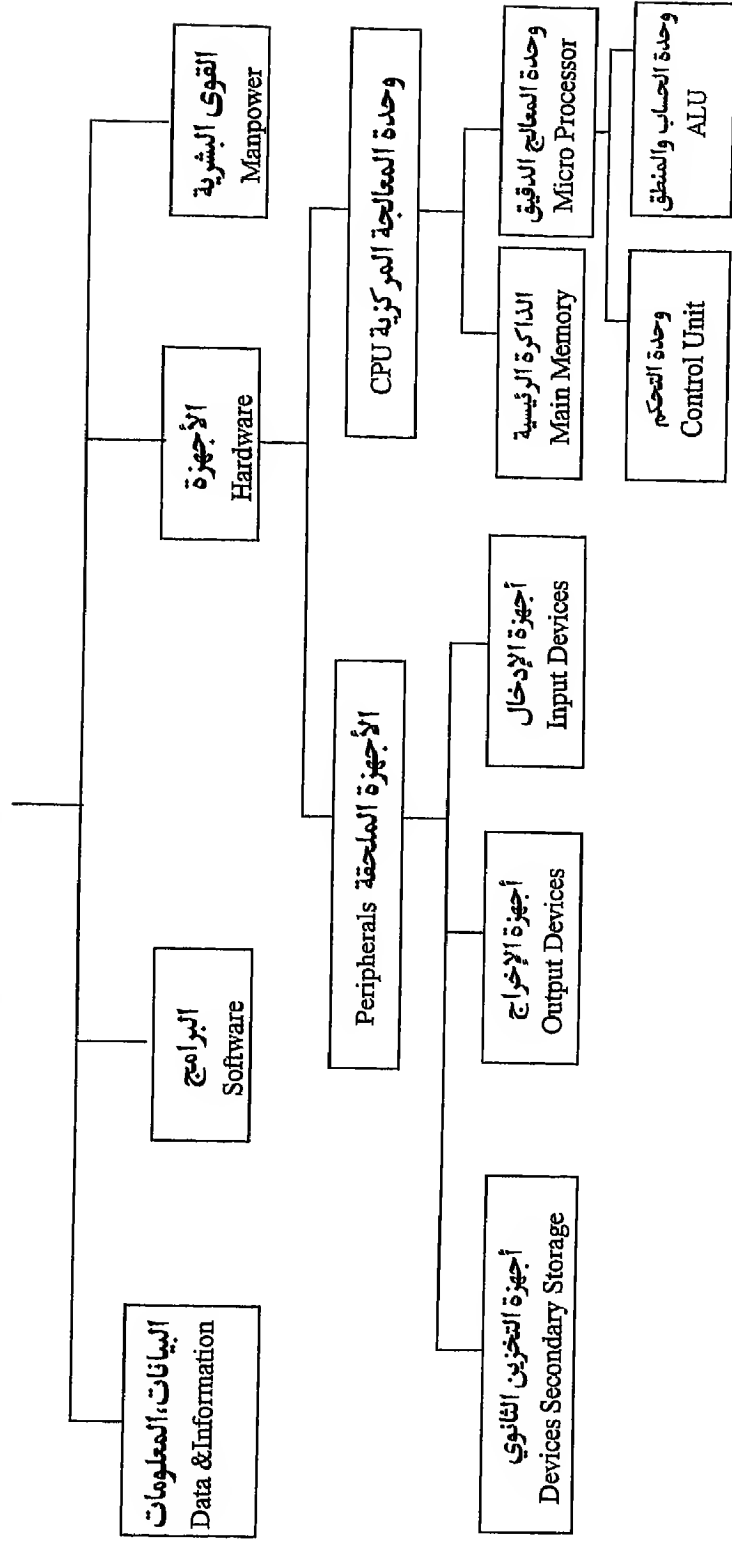 القوى البشرية
Manpower
الأجهزة
Hardware
البرامج
Software
البيانات،المعلومات
Data &Information
وحدة المعالجة المركزية CPU
الأجهزة الملحقة Peripherals
وحدة المعالج الدقيق
Micro Processor
الذاكرة الرئيسية
Main Memory
أجهزة الإدخال
Input Devices
أجهزة الإخراج
Output Devices
أجهزة التخزين الثانوي
Devices Secondary Storage
وحدة الحساب والمنطق
ALU
وحدة التحكم
Control Unit